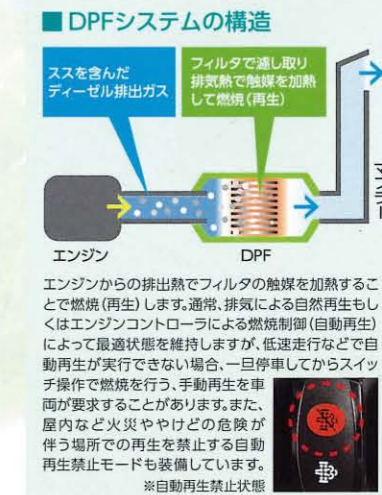 ■ DPFシステムの構造
ススを含んだ
ディーゼル排出ガス
フィルタで濾し取り
排気熱で触媒を加熱
して燃焼(再生)
エンジン
DPF
エンジンからの排出熱でフィルタの触媒を加熱するこ
とで燃焼(再生)します。通常、排気による自然再生もし
くはエンジンコントローラによる燃焼制御(自動再生)
によって最適状態を維持しますが、低速走行などで自
動再生が実行できない場合、一旦停車してからスイッ
チ操作で燃焼を行う、手動再生を車
両が要求することがあります。また、
屋内など火災ややけどの危険が
伴う場所での再生を禁止する自動
再生禁止モードも装備しています。
※自動再生禁止状態